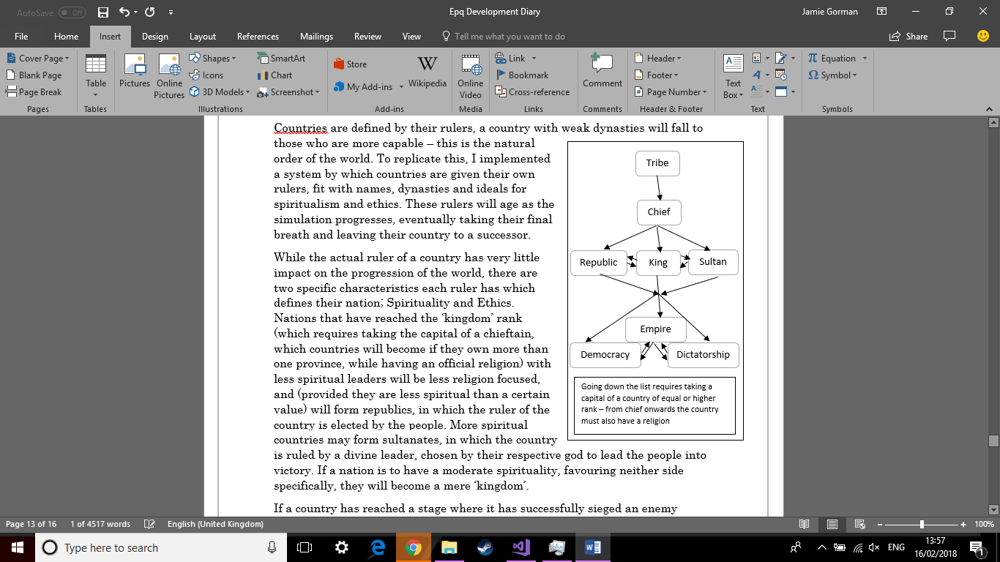 AutoSave Off
Epq Development Diary
Jamie Gorman
File Home Insert Design Layout References Mailings Review View Tell me what you want to do Share
Cover Page
Blank Page
Page Break
Pages
Table
Tables
Pictures
Online Pictures
Shapes
Icons
3D Models
SmartArt
Chart
Screenshot
Illustrations
Store
My Add-ins
Wikipedia
Add-ins
Online Video
Media
Link
Bookmark
Cross-reference
Links
Comment
Comments
Header
Footer
Page Number
Header & Footer
Text Box
Text
Equation
Symbol
Symbols
Countries are defined by their rulers, a country with weak dynasties will fall to
those who are more capable – this is the natural
order of the world. To replicate this, I implemented
a system by which countries are given their own
rulers, fit with names, dynasties and ideals for
spiritualism and ethics. These rulers will age as the
simulation progresses, eventually taking their final
breath and leaving their country to a successor.
While the actual ruler of a country has very little
impact on the progression of the world, there are
two specific characteristics each ruler has which
defines their nation; Spirituality and Ethics.
Nations that have reached the ‘kingdom’ rank
(which requires taking the capital of a chieftain,
which countries will become if they own more than
one province, while having an official religion) with
less spiritual leaders will be less religion focused,
and (provided they are less spiritual than a certain
value) will form republics, in which the ruler of the
country is elected by the people. More spiritual
countries may form sultanates, in which the country
is ruled by a divine leader, chosen by their respective god to lead the people into
victory. If a nation is to have a moderate spirituality, favouring neither side
specifically, they will become a mere ‘kingdom’.
If a country has reached a stage where it has successfully sieged an enemy
Tribe
Chief
Republic King Sultan
Empire
Democracy Dictatorship
Going down the list requires taking a
capital of a country of equal or higher
rank – from chief onwards the country
must also have a religion
Page 13 of 16 1 of 4517 words English (United Kingdom) 100%
Type here to search
ENG
13:57
16/02/2018
1